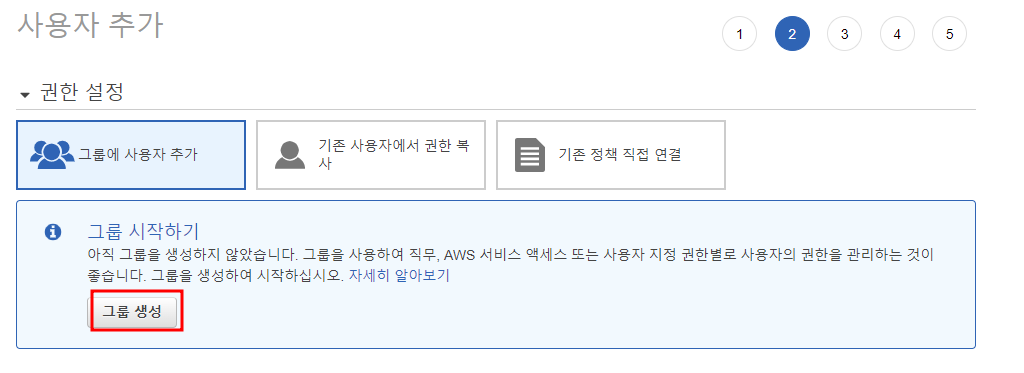 사용자 추가
1 2 3 4 5
권한 설정
그룹에 사용자 추가
기존 사용자에서 권한 복
사
기존 정책 직접 연결
그룹 시작하기
아직 그룹을 생성하지 않았습니다. 그룹을 사용하여 직무, AWS 서비스 액세스 또는 사용자 지정 권한별로 사용자의 권한을 관리하는 것이
좋습니다. 그룹을 생성하여 시작하십시오. 자세히 알아보기
그룹 생성